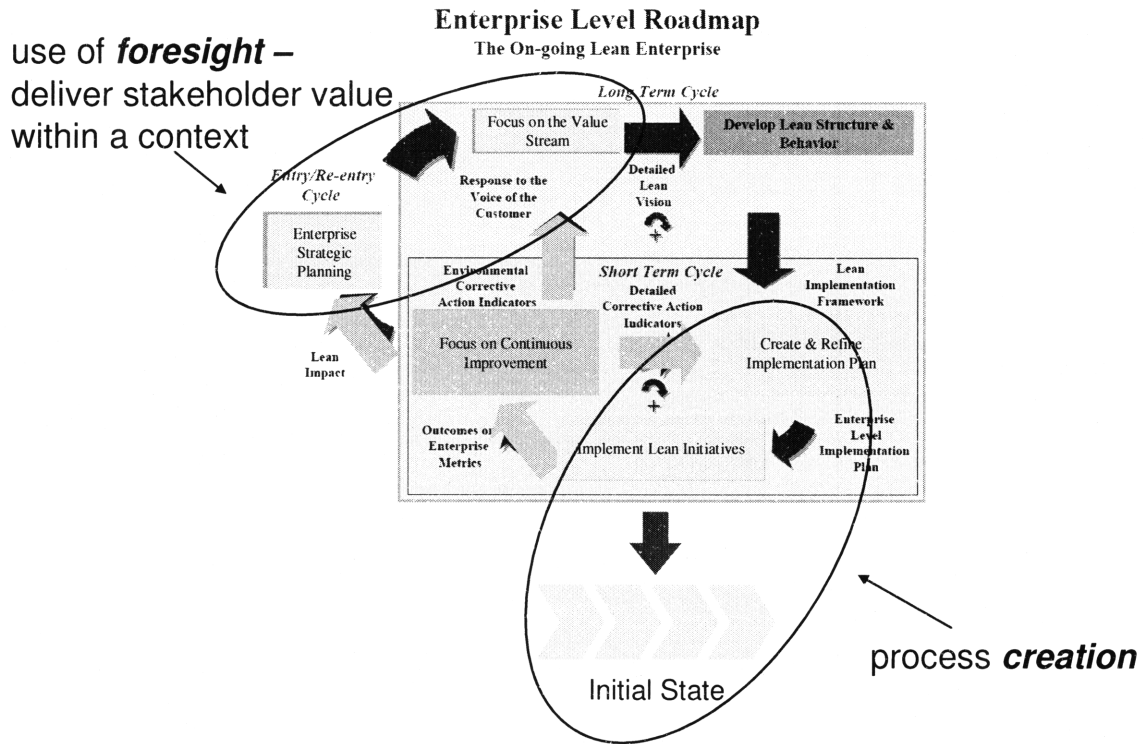 Enterprise Level Roadmap
The On-going Lean Enterprise
use of foresight –
deliver stakeholder value
within a context
Long Term Cycle
Focus on the Value
Stream
Develop Lean Structure &
Behavior
Entry/Re-entry
Cycle
Response to the
Voice of the
Customer
Detailed
Lean
Vision
+
Enterprise
Strategic
Planning
Environmental
Corrective
Action Indicators
Short Term Cycle
Detailed
Corrective Action
Indicators
Lean
Implementation
Framework
Focus on Continuous
Improvement
Create & Refine
Implementation Plan
Lean
Impact
+
Outcomes on
Enterprise
Metrics
Implement Lean Initiatives
Enterprise
Level
Implementation
Plan
process creation
Initial State